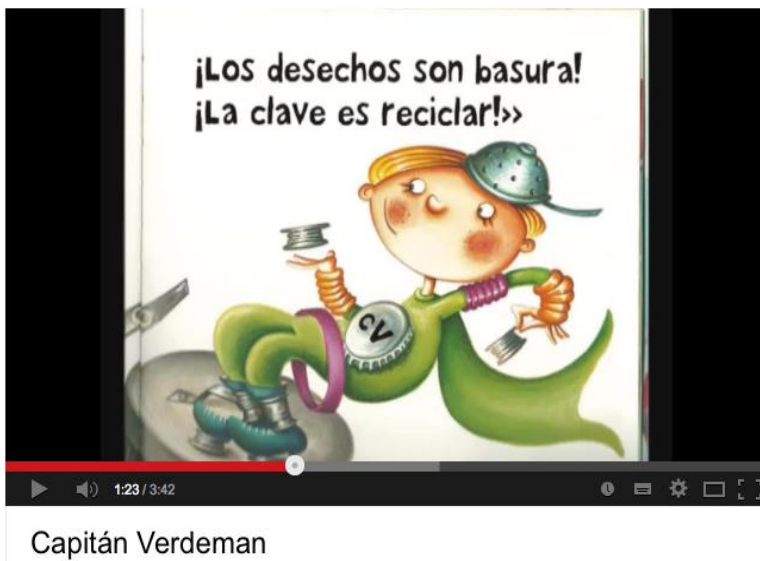 ¡Los desechos son basura!
¡La clave es reciclar!>>
CV
1:23 / 3:42
Capitán Verdeman